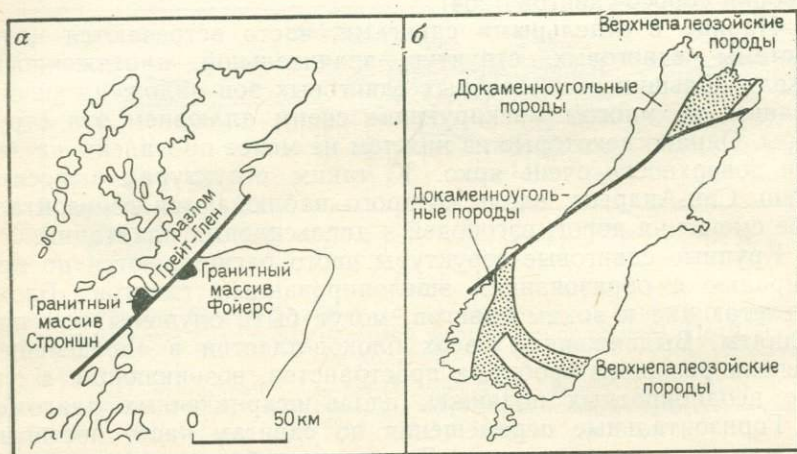 а
разлом
Грейт-Глен
Гранитный
массив
Фойерс
Гранитный
массив
Строншн
0 50 км
б
Верхнепалеозойские
породы
Докаменноугольные
породы
Докаменноуголь-
ные породы
Верхнепалеозойские
породы